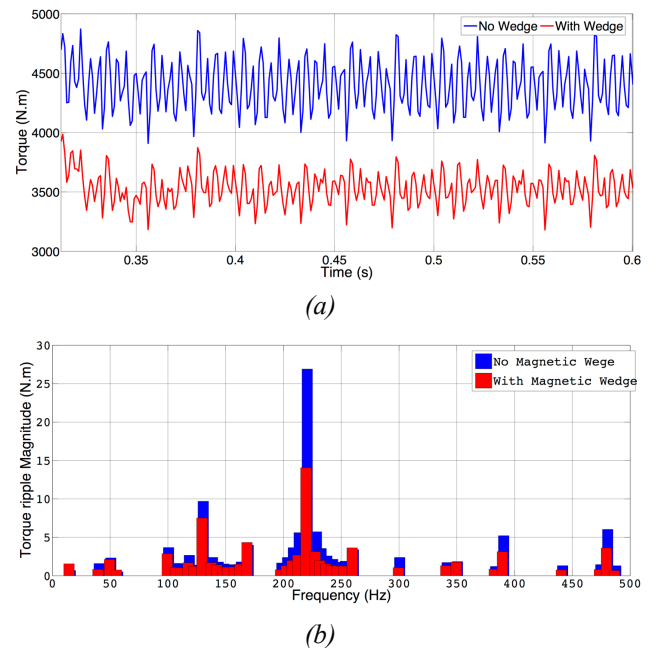 5000
4500
4000
3500
3000
Torque (N.m)
No Wedge With Wedge
0.35 0.4 0.45 0.5 0.55 0.6
Time (s)
(a)
30
25
20
15
10
5
0
Torque ripple Magnitude (N.m)
No Magnetic Wege
With Magnetic Wedge
0 50 100 150 200 250 300 350 400 450 500
Frequency (Hz)
(b)